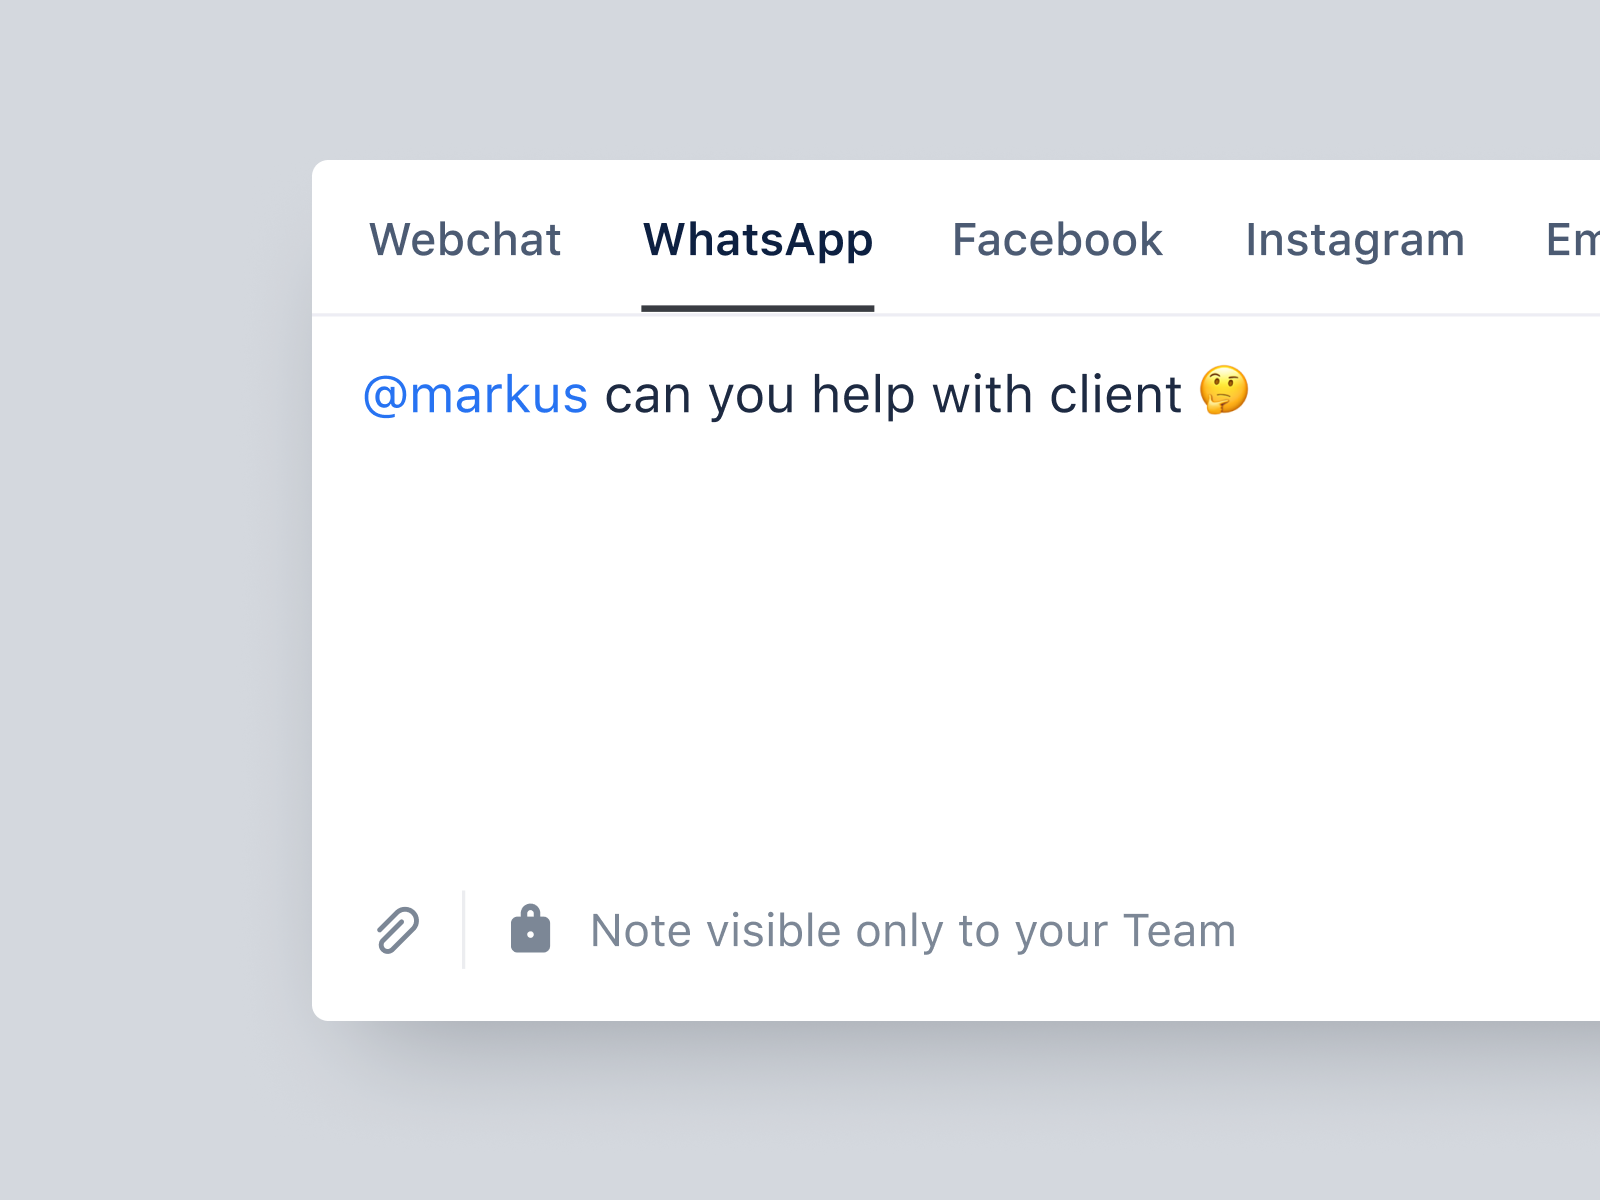 Webchat WhatsApp Facebook Instagram Em
@markus can you help with client 🤔
Note visible only to your Team